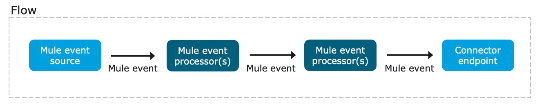 Flow
Mule event
source
Mule event
Mule event
processor(s)
Mule event
Mule event
processor(s)
Mule event
Connector
endpoint